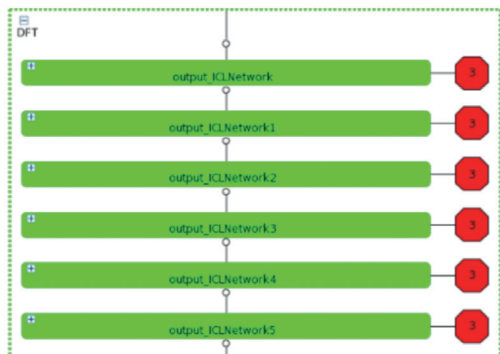 DFT
output_ICLNetwork 3
output_ICLNetwork1 3
output_ICLNetwork2 3
output_ICLNetwork3 3
output_ICLNetwork4 3
output_ICLNetwork5 3